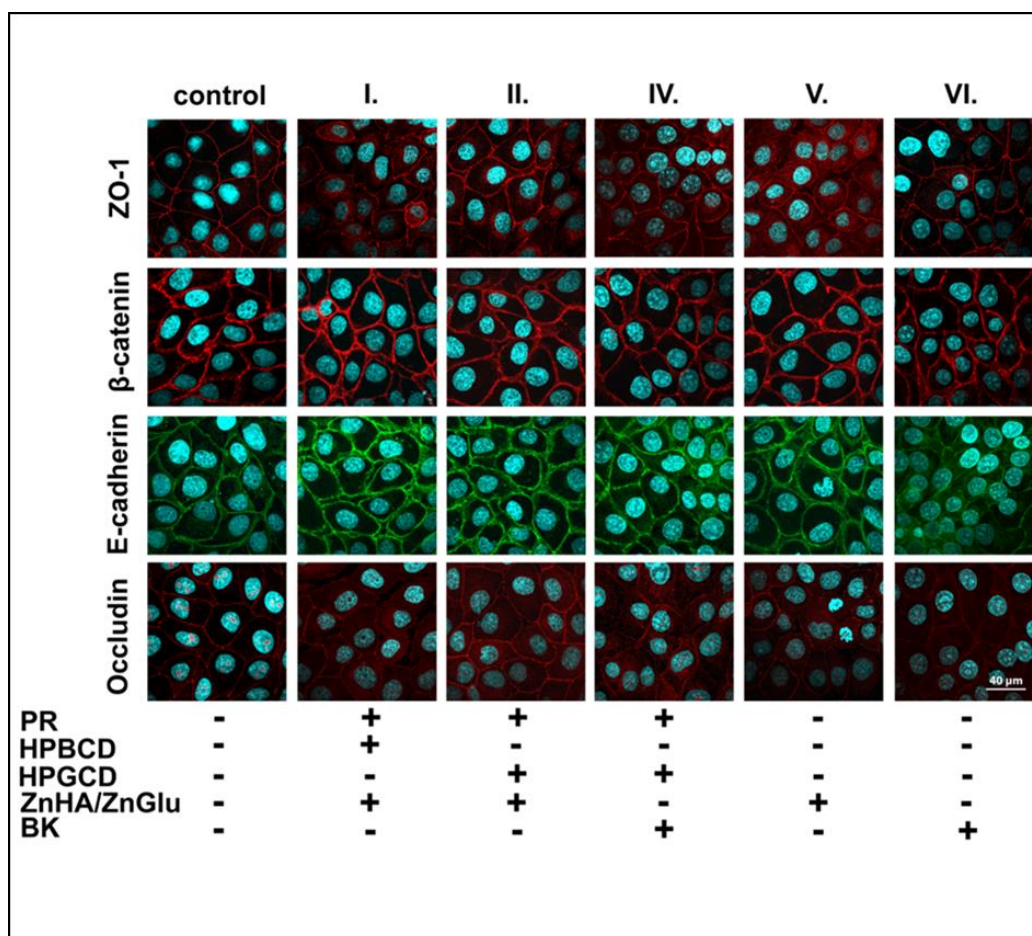 control I. II. IV. V. VI.
ZO-1
β-catenin
E-cadherin
Occludin
40 µm
PR - + + + - -
HPBCD - + - - - -
HPGCD - - + + - -
ZnHA/ZnGlu - + + - + -
BK - - - + - +